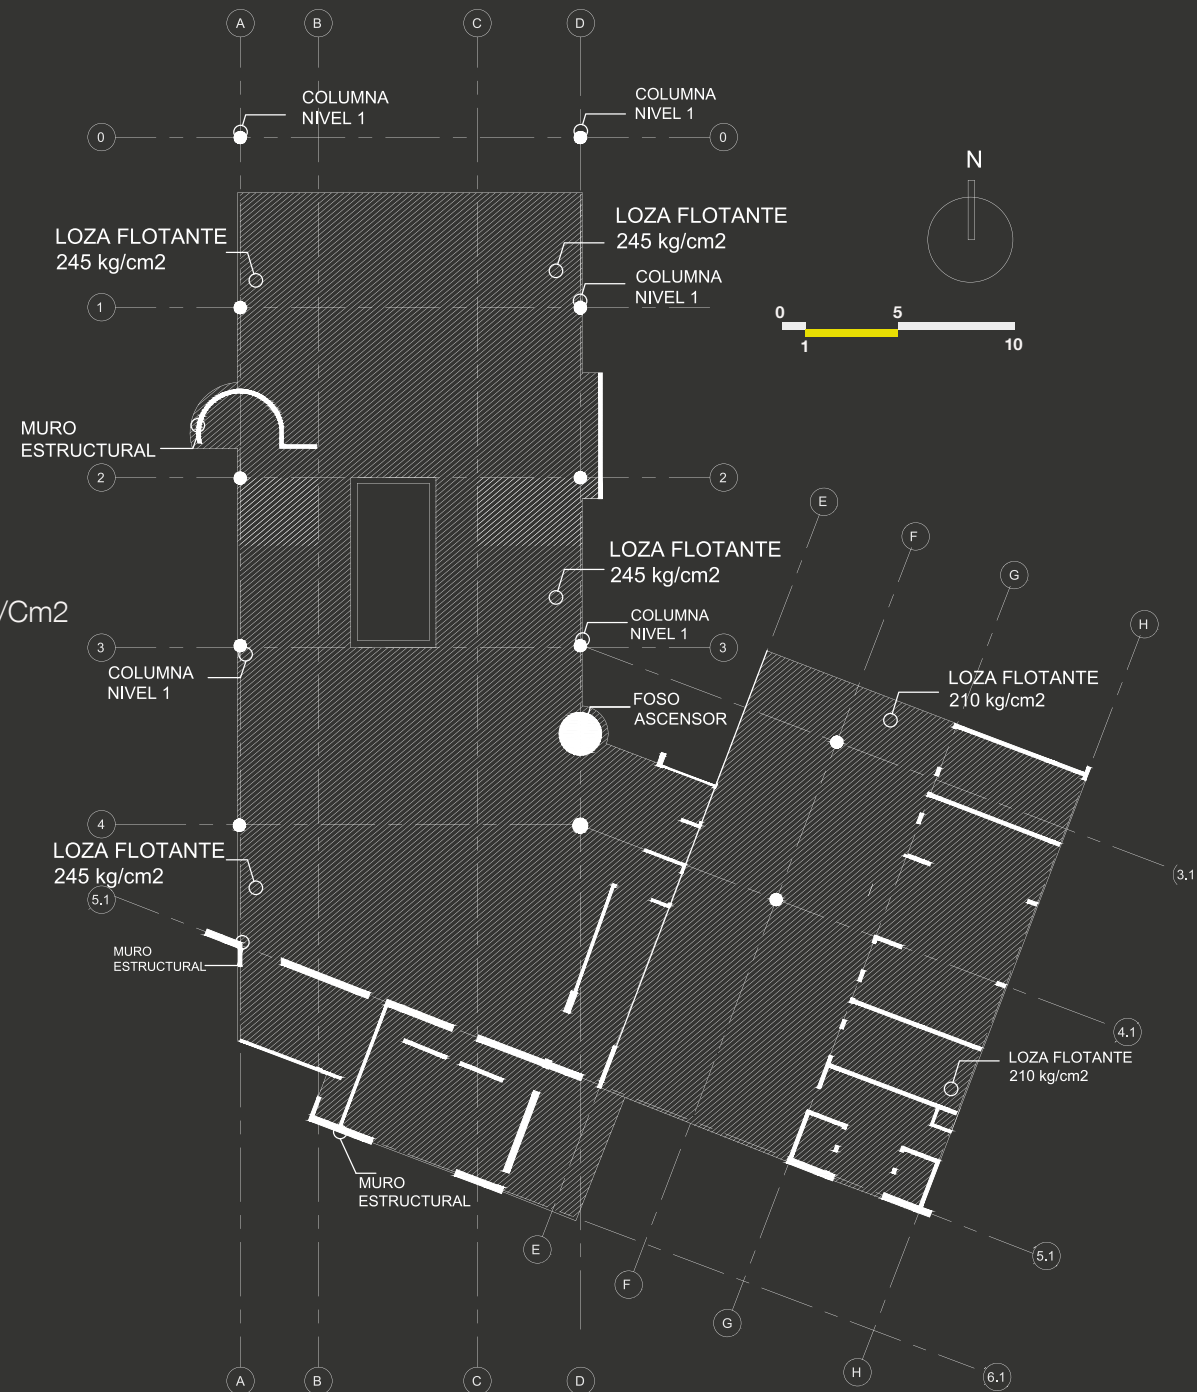 A
B
C
D
COLUMNA
NIVEL 1
COLUMNA
NIVEL 1
0
0
N
LOZA FLOTANTE
245 kg/cm2
LOZA FLOTANTE
245 kg/cm2
COLUMNA
NIVEL 1
1
0
5
1
10
MURO
ESTRUCTURAL
2
2
E
F
G
H
LOZA FLOTANTE
245 kg/cm2
/Cm2
COLUMNA
NIVEL 1
3
3
COLUMNA
NIVEL 1
LOZA FLOTANTE
210 kg/cm2
FOSO
ASCENSOR
4
LOZA FLOTANTE
245 kg/cm2
3.1
5.1
MURO
ESTRUCTURAL
4.1
LOZA FLOTANTE
210 kg/cm2
MURO
ESTRUCTURAL
E
5.1
F
G
H
6.1
A
B
C
D